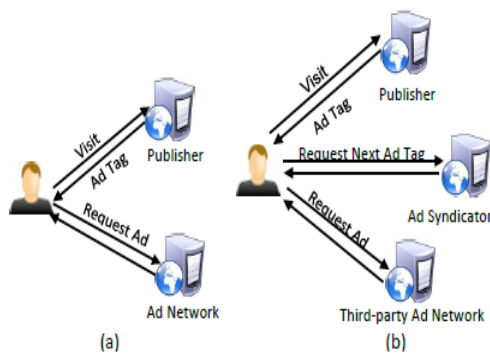 Visit
Ad Tag
Publisher
Request Ad
Ad Network
(a)
Visit
Ad Tag
Publisher
Request Next Ad Tag
Ad Syndicator
Request Ad
Third-party Ad Network
(b)